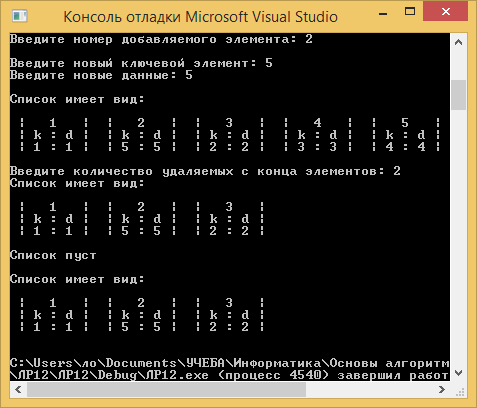 Консоль отладки Microsoft Visual Studio
Введите номер добавляемого элемента: 2
Введите новый ключевой элемент: 5
Введите новые данные: 5
Список имеет вид:
¦ 1 ¦ ¦ 2 ¦ ¦ 3 ¦ ¦ 4 ¦ ¦ 5 ¦
¦ k : d ¦ ¦ k : d ¦ ¦ k : d ¦ ¦ k : d ¦ ¦ k : d ¦
¦ 1 : 1 ¦ ¦ 5 : 5 ¦ ¦ 2 : 2 ¦ ¦ 3 : 3 ¦ ¦ 4 : 4 ¦
Введите количество удаляемых с конца элементов: 2
Список имеет вид:
¦ 1 ¦ ¦ 2 ¦ ¦ 3 ¦
¦ k : d ¦ ¦ k : d ¦ ¦ k : d ¦
¦ 1 : 1 ¦ ¦ 5 : 5 ¦ ¦ 2 : 2 ¦
Список пуст
Список имеет вид:
¦ 1 ¦ ¦ 2 ¦ ¦ 3 ¦
¦ k : d ¦ ¦ k : d ¦ ¦ k : d ¦
¦ 1 : 1 ¦ ¦ 5 : 5 ¦ ¦ 2 : 2 ¦
C:\Users\ло\Documents\УЧЕБА\Информатика\Основы алгоритм
\ЛР12\ЛР12\Debug\ЛР12.exe (процесс 4540) завершил работ